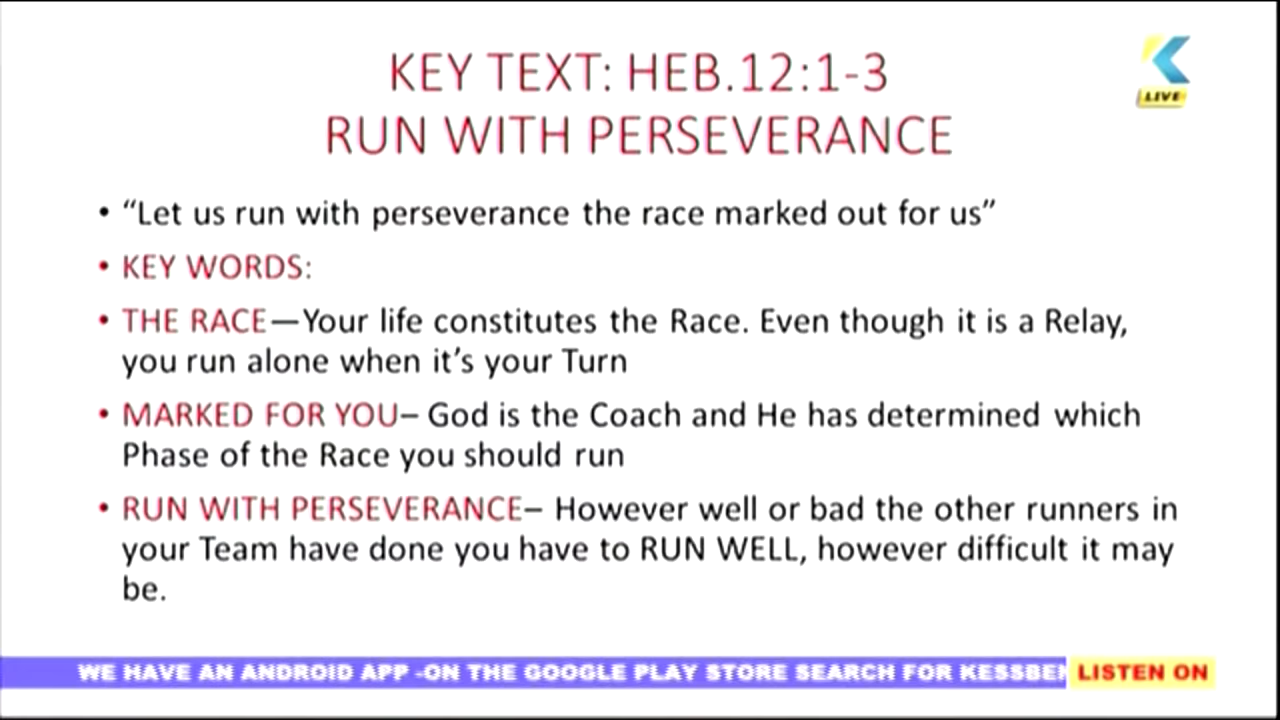 KEY TEXT: HEB.12:1-3
RUN WITH PERSEVERANCE
LIVE
• “Let us run with perseverance the race marked out for us”
• KEY WORDS:
• THE RACE—Your life constitutes the Race. Even though it is a Relay,
you run alone when it’s your Turn
• MARKED FOR YOU– God is the Coach and He has determined which
Phase of the Race you should run
• RUN WITH PERSEVERANCE– However well or bad the other runners in
your Team have done you have to RUN WELL, however difficult it may
be.
WE HAVE AN ANDROID APP -ON THE GOOGLE PLAY STORE SEARCH FOR KESSBEN
LISTEN ON